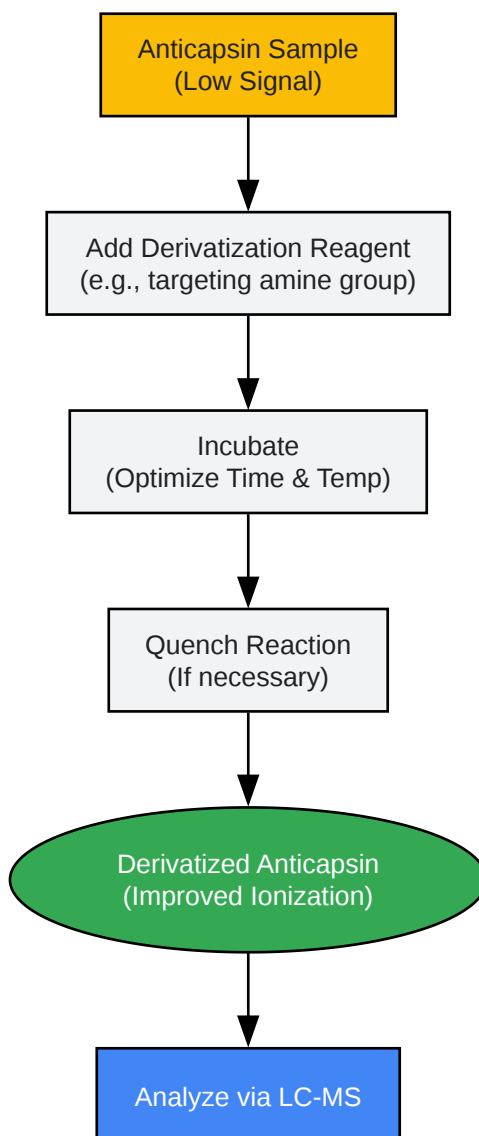 Anticapsin Sample
(Low Signal)
Add Derivatization Reagent
(e.g., targeting amine group)
Incubate
(Optimize Time & Temp)
Quench Reaction
(If necessary)
Derivatized Anticapsin
(Improved Ionization)
Analyze via LC-MS